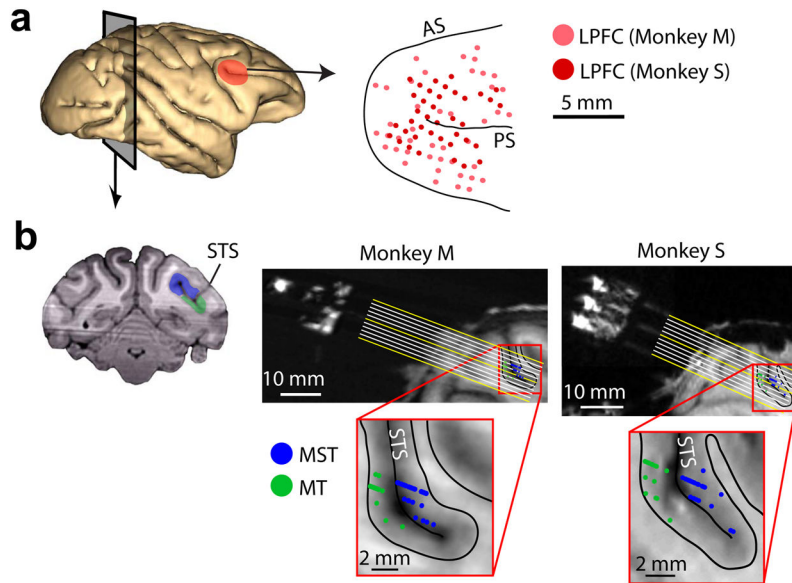 a
AS
PS
LPFC (Monkey M)
LPFC (Monkey S)
5 mm
b
STS
Monkey M
Monkey S
10 mm
10 mm
MST
MT
STS
2 mm
STS
2 mm